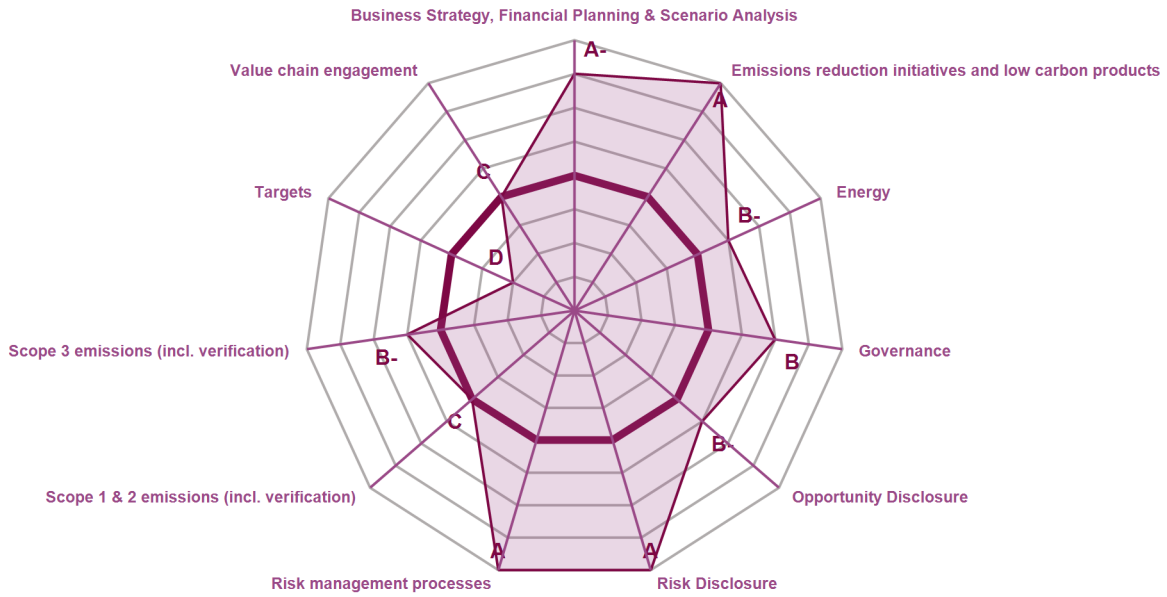 Business Strategy, Financial Planning & Scenario Analysis
A-
Value chain engagement
Emissions reduction initiatives and low carbon products
A
C
Targets
Energy
B-
D
Scope 3 emissions (incl. verification)
B-
Governance
B
C
B-
Scope 1 & 2 emissions (incl. verification)
Opportunity Disclosure
A
A
Risk management processes
Risk Disclosure